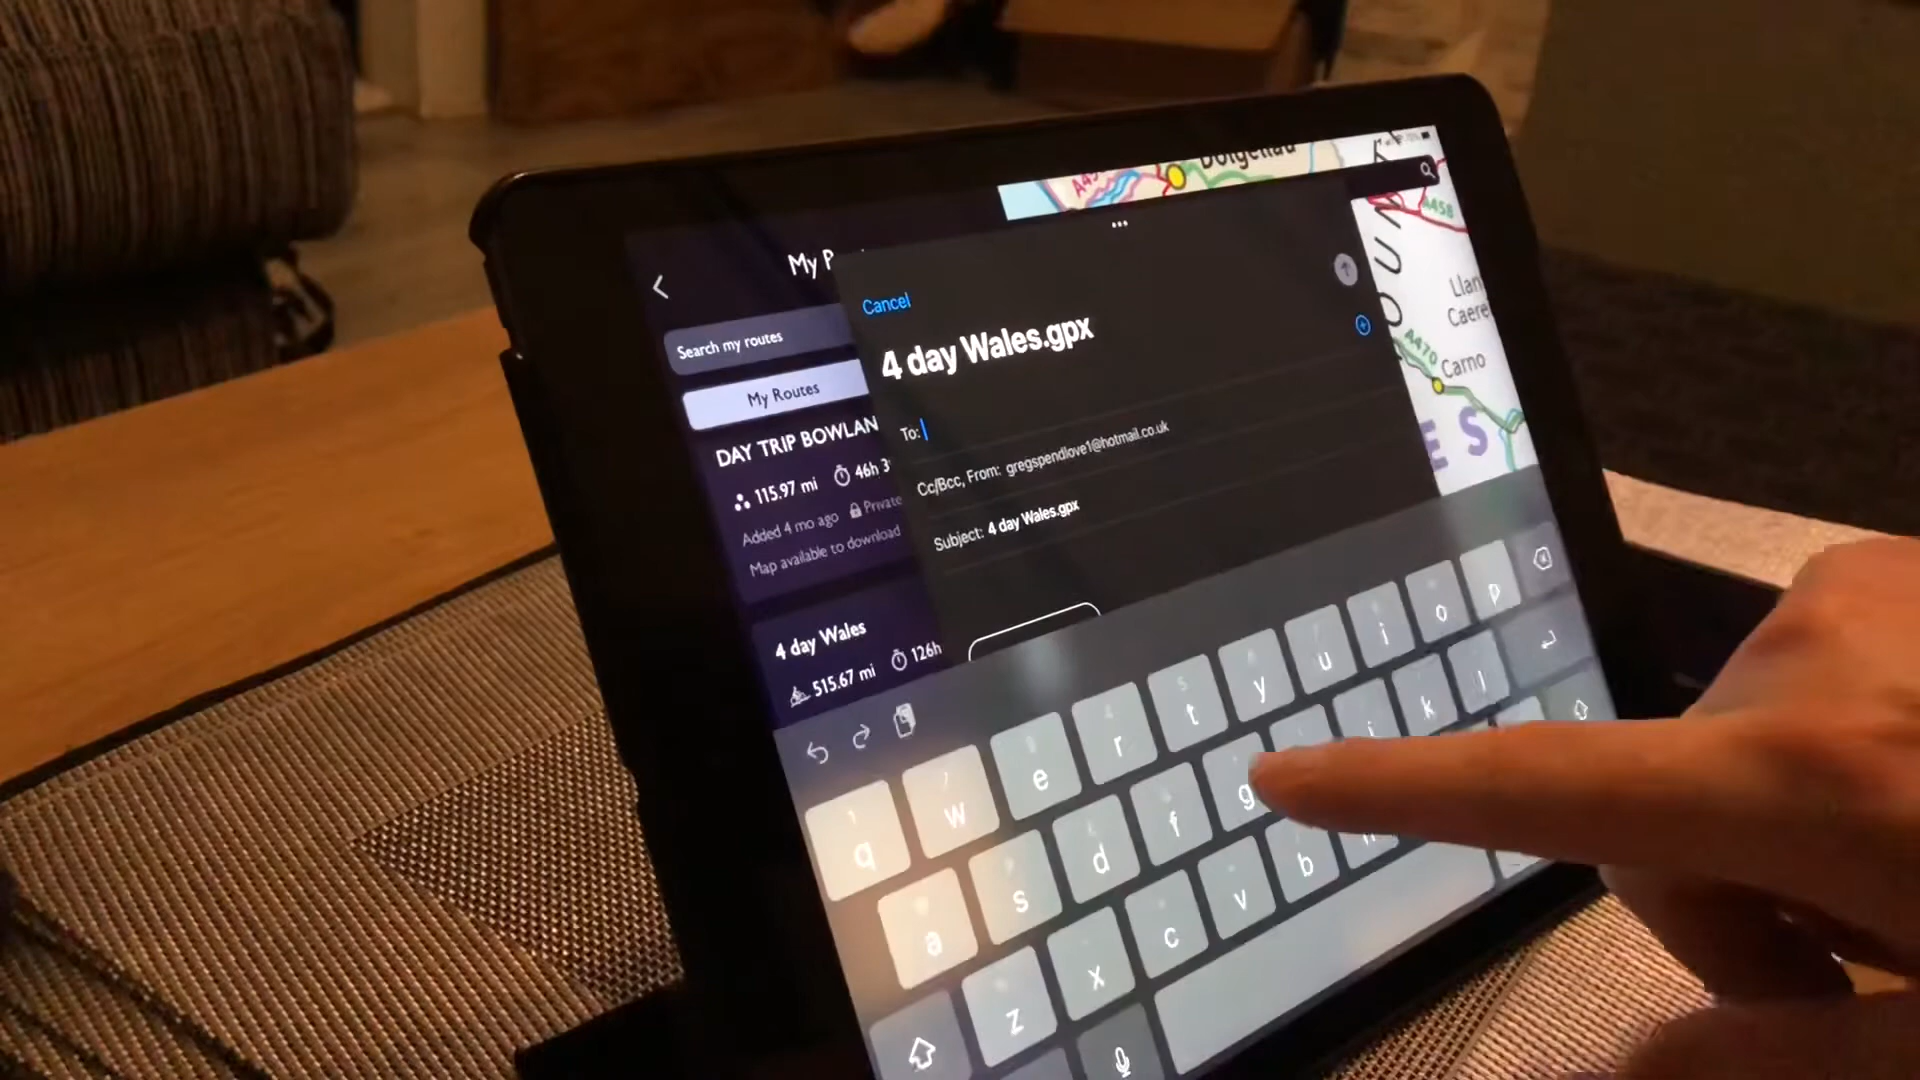 Dolgellau
A458
My R
Cancel
4 day Wales.gpx
Search my routes
My Routes
To:
Cc/Bcc, From: gregspendlove1@hotmail.co.uk
Subject: 4 day Wales.gpx
DAY TRIP BOWLAN
115.97 mi 46h 3
Added 4 mo ago Private
Map available to download
4 day Wales
515.67 mi 126h
Llan
Caere
A470
Carno
E S
q w e r t y u i o p
a s d f g k l
z x c v b